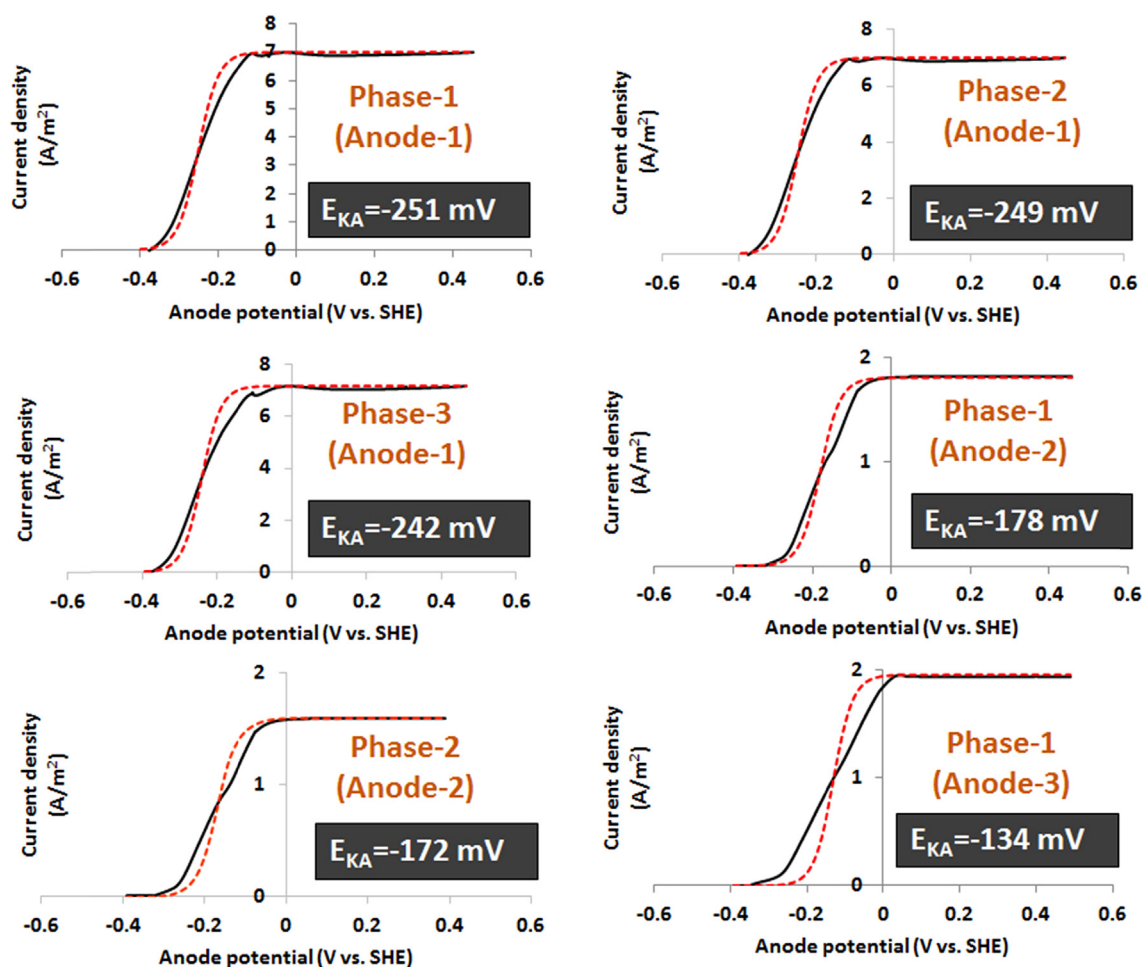 Current density
(A/m²)
8
7
6
5
4
3
2
1
0
Phase-1
(Anode-1)
E_KA=-251 mV
-0.6 -0.4 -0.2 0 0.2 0.4 0.6
Anode potential (V vs. SHE)
Current density
(A/m²)
8
6
4
2
0
Phase-2
(Anode-1)
E_KA=-249 mV
-0.6 -0.4 -0.2 0 0.2 0.4 0.6
Anode potential (V vs. SHE)
Current density
(A/m²)
8
6
4
2
0
Phase-3
(Anode-1)
E_KA=-242 mV
-0.6 -0.4 -0.2 0 0.2 0.4 0.6
Anode potential (V vs. SHE)
Current density
(A/m²)
2
1
0
Phase-1
(Anode-2)
E_KA=-178 mV
-0.6 -0.4 -0.2 0 0.2 0.4 0.6
Anode potential (V vs. SHE)
Current density
(A/m²)
2
1
0
Phase-2
(Anode-2)
E_KA=-172 mV
-0.6 -0.4 -0.2 0 0.2 0.4 0.6
Anode potential (V vs. SHE)
Current density
(A/m²)
2
1
0
Phase-1
(Anode-3)
E_KA=-134 mV
-0.6 -0.4 -0.2 0 0.2 0.4 0.6
Anode potential (V vs. SHE)